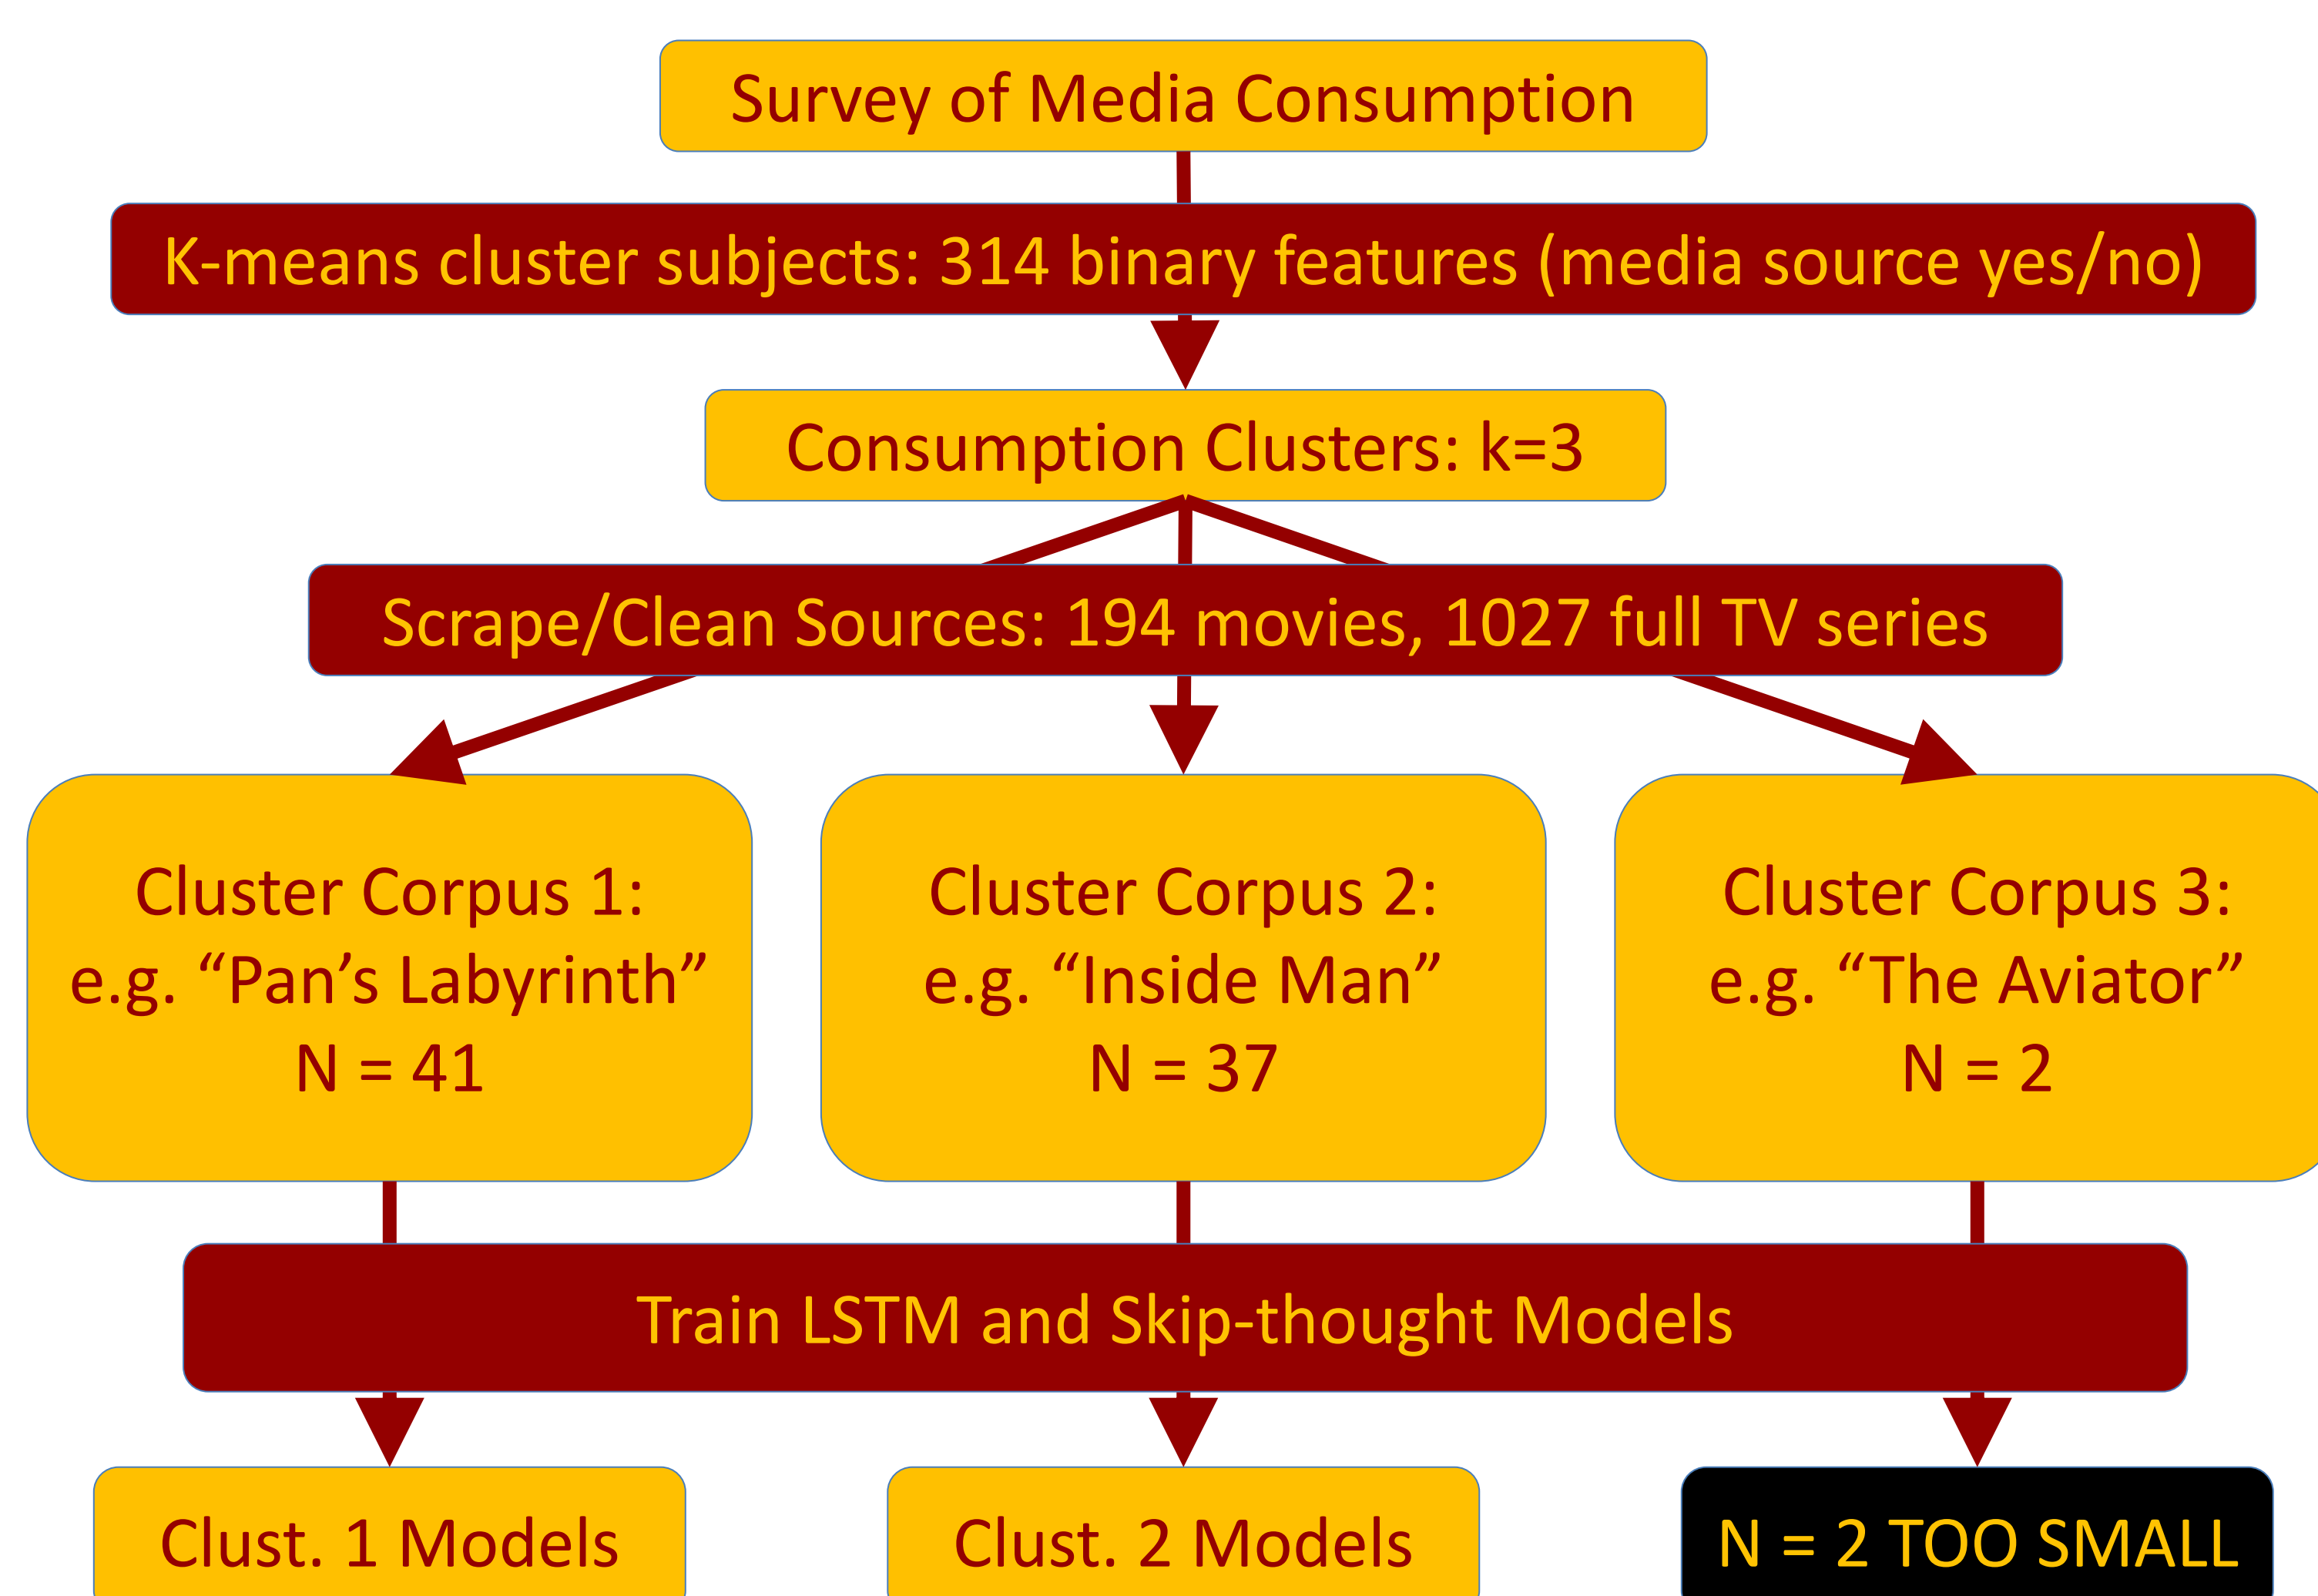 Survey of Media Consumption
K-means cluster subjects: 314 binary features (media source yes/no)
Consumption Clusters: k=3
Scrape/Clean Sources: 194 movies, 1027 full TV series
Cluster Corpus 1:
e.g. “Pan’s Labyrinth”
N = 41
Cluster Corpus 2:
e.g. “Inside Man”
N = 37
Cluster Corpus 3:
e.g. “The Aviator”
N = 2
Train LSTM and Skip-thought Models
Clust. 1 Models
Clust. 2 Models
N = 2 TOO SMALL